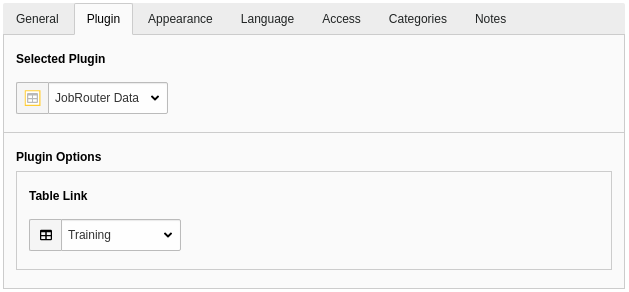 General Plugin Appearance Language Access Categories Notes
Selected Plugin
JobRouter Data
Plugin Options
Table Link
Training